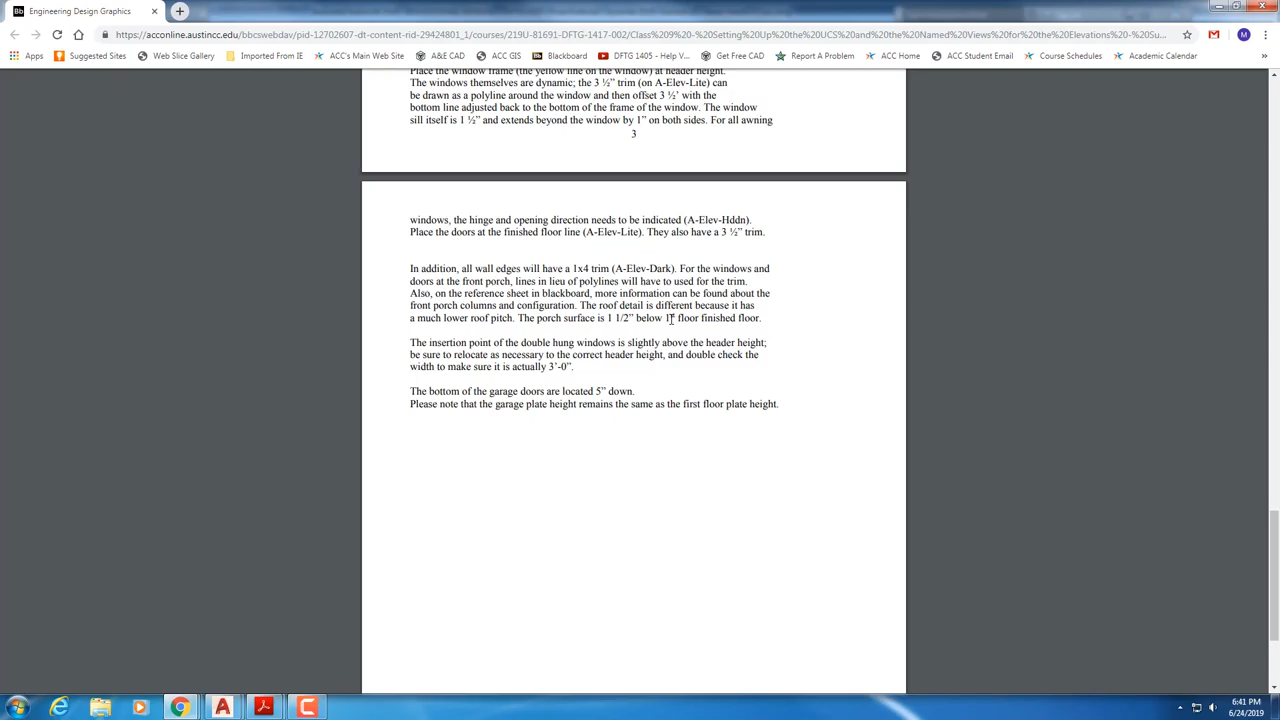 Engineering Design Graphics
https://acconline.austincc.edu/bbcswebdav/pid-12702607-dt-content-rid-29424801_1/courses/219U-81691-DFTG-1417-002/Class%209%20-%20Setting%20Up%20the%20UCS%20and%20the%20Named%20Views%20for%20the%20Elevations%20-%20Su...
Apps Suggested Sites Web Slice Gallery Imported From IE ACC's Main Web Site A&E CAD ACC GIS Blackboard DFTG 1405 - YouTube Get Free CAD Report A Problem ACC Home ACC Student Email Course Schedules Academic Calendar
Place the window frame (the yellow line on the window) at header height.
The windows themselves are dynamic; the 3 ½” trim (on A-Elev-Lite) can
be drawn as a polyline around the window and then offset 3 ½’ with the
bottom line adjusted back to the bottom of the frame of the window. The window
sill itself is 1 ½” and extends beyond the window by 1” on both sides. For all awning
3
windows, the hinge and opening direction needs to be indicated (A-Elev-Hddn).
Place the doors at the finished floor line (A-Elev-Lite). They also have a 3 ½” trim.
In addition, all wall edges will have a 1x4 trim (A-Elev-Dark). For the windows and
doors at the front porch, lines in lieu of polylines will have to used for the trim.
Also, on the reference sheet in blackboard, more information can be found about the
front porch columns and configuration. The roof detail is different because it has
a much lower roof pitch. The porch surface is 1 1/2” below 1st floor finished floor.
The insertion point of the double hung windows is slightly above the header height;
be sure to relocate as necessary to the correct header height, and double check the
width to make sure it is actually 3’-0”.
The bottom of the garage doors are located 5” down.
Please note that the garage plate height remains the same as the first floor plate height.
6:41 PM
6/24/2019